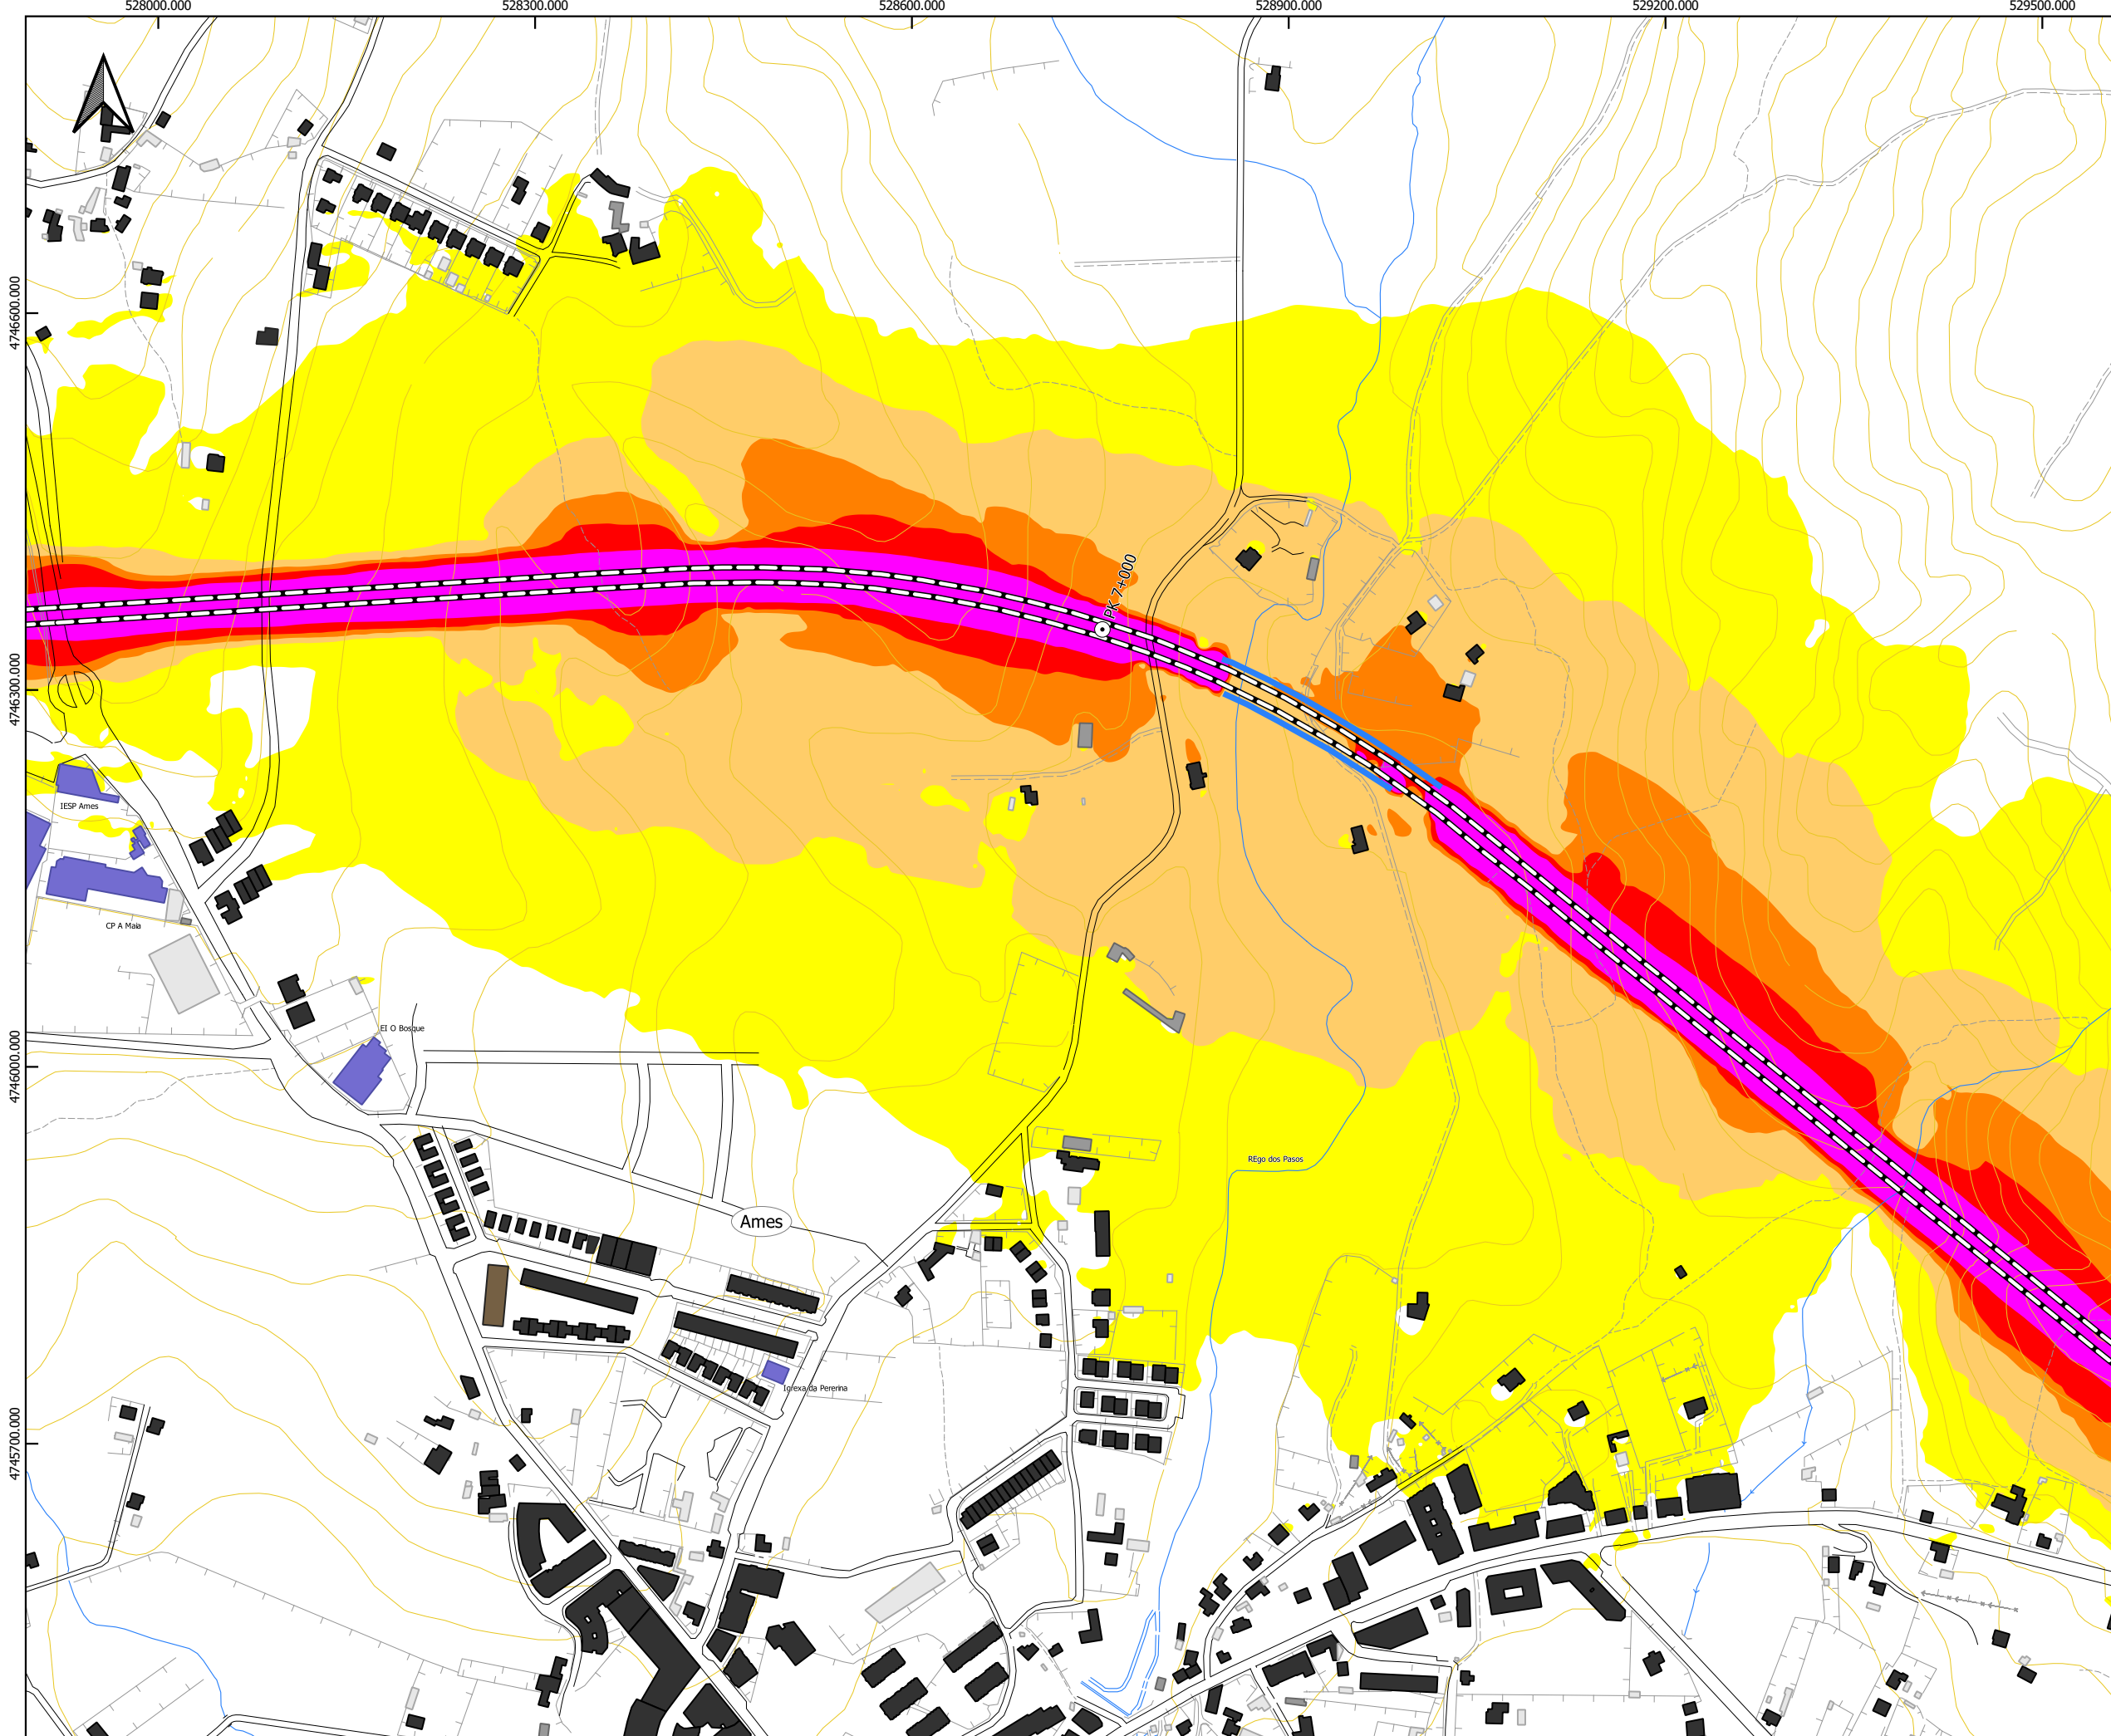 528000.000
528300.000
528600.000
528900.000
529200.000
529500.000
4746600.000
PK 7+000
4746300.000
IESP Ames
CP A Maia
EI O Bosque
4746000.000
REgo dos Pasos
Ames
Igrexa da Pererina
4745700.000